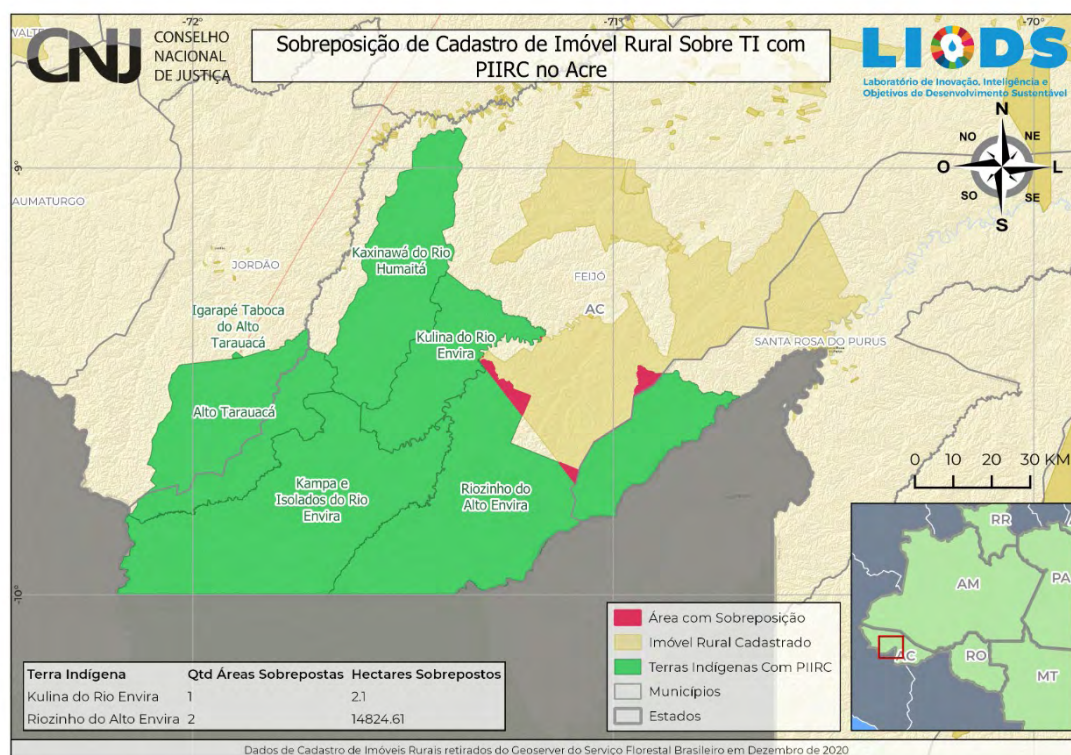 -72
-71
-70
WALTE
CNJ
CONSELHO
NACIONAL
DE JUSTIÇA
Sobreposição de Cadastro de Imóvel Rural Sobre TI com
PIIRC no Acre
LIODS
Laboratório de Inovação, Inteligência e
Objetivos de Desenvolvimento Sustentável
N
NO
NE
O
L
SO
SE
S
-9
AUMATURGO
JORDÃO
Kaxinawá do Rio
Humaitá
FEIJÓ
AC
Igarapé Taboca
do Alto
Tarauacá
Kulina do Rio
Envira
SANTA ROSA DO PURUS
Alto Tarauacá
Kampa e
Isolados do Rio
Envira
Riozinho do
Alto Envira
0 10 20 30 KM
-10
RR
AM
PA
AC
RO
MT
Área com Sobreposição
Imóvel Rural Cadastrado
Terras Indígenas Com PIIRC
Municípios
Estados
Terra Indígena Qtd Áreas Sobrepostas Hectares Sobrepostos
Kulina do Rio Envira 1 2.1
Riozinho do Alto Envira 2 14824.61
Dados de Cadastro de Imóveis Rurais retirados do Geoserver do Serviço Florestal Brasileiro em Dezembro de 2020